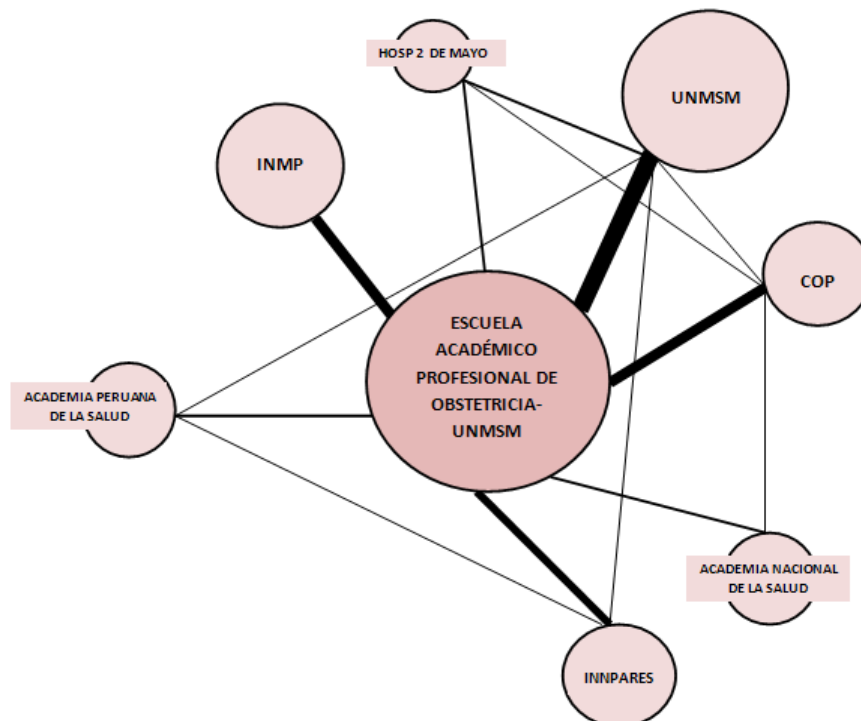 HOSP 2 DE MAYO
UNMSM
INMP
COP
ESCUELA
ACADÉMICO
PROFESIONAL DE
OBSTETRICIA-
UNMSM
ACADEMIA PERUANA
DE LA SALUD
ACADEMIA NACIONAL
DE LA SALUD
INNPARES